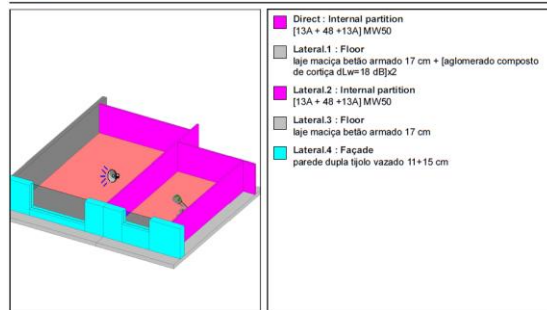 Direct : Internal partition
[13A + 48 +13A] MW50
Lateral.1 : Floor
laje maciça betão armado 17 cm + [aglomerado composto
de cortiça dLw=18 dB]x2
Lateral.2 : Internal partition
[13A + 48 +13A] MW50
Lateral.3 : Floor
laje maciça betão armado 17 cm
Lateral.4 : Façade
parede dupla tijolo vazado 11+15 cm